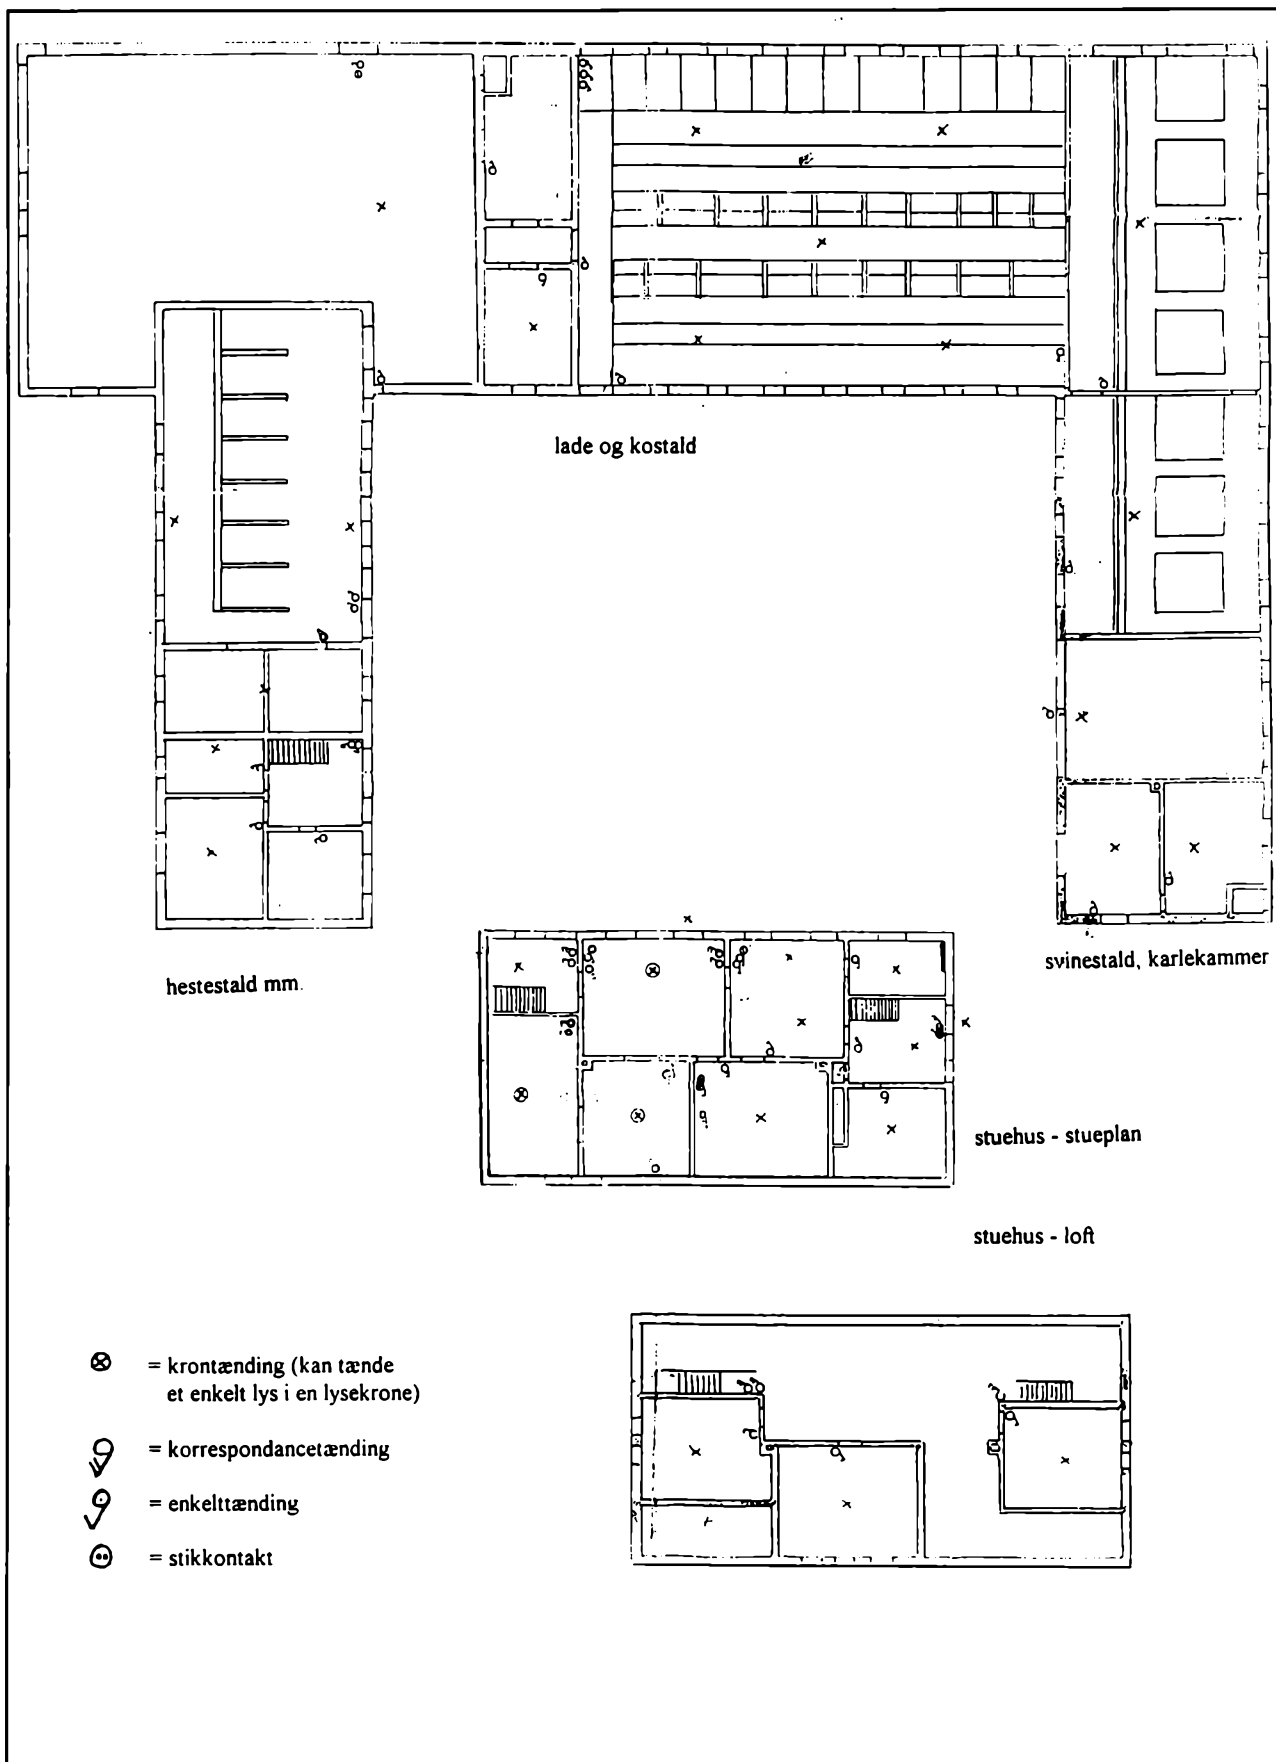 lade og kostald
hestestald mm.
svinestald, karlekammer
stuehus - stueplan
stuehus - loft
= krontænding (kan tænde
et enkelt lys i en lysekrone)
= korrespondancetænding
= enkelttænding
= stikkontakt